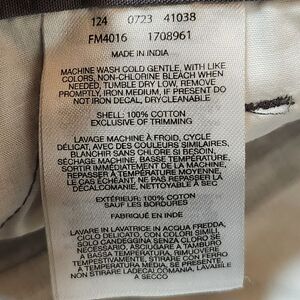 124 0723 41038
FM4016 1708961
MADE IN INDIA
MACHINE WASH COLD GENTLE, WITH LIKE
COLORS, NON-CHLORINE BLEACH WHEN
NEEDED, TUMBLE DRY LOW, REMOVE
PROMPTLY, IRON MEDIUM, IF PRESENT DO
NOT IRON DECAL, DRYCLEANABLE
SHELL: 100% COTTON
EXCLUSIVE OF TRIMMING
LAVAGE MACHINE À FROID, CYCLE
DÉLICAT, AVEC DES COULEURS SIMILAIRES,
BLANCHIR SANS CHLORE SI BESOIN,
SÉCHAGE MACHINE, BASSE TEMPÉRATURE,
SORTIR IMMÉDIATEMENT DE LA MACHINE,
REPASSAGE À TEMPÉRATURE MOYENNE,
LE CAS ÉCHÉANT, NE PAS REPASSER LA
DÉCALCOMANIE, NETTOYABLE À SEC
EXTÉRIEUR: 100% COTON
SAUF LES BORDURES
FABRIQUÉ EN INDE
LAVARE IN LAVATRICE IN ACQUA FREDDA,
CICLO DELICATO, CON COLORI SIMILI
SOLO CANDEGGINA SENZA CLORO SE
NECESSARIO, ASCIUGARE A TAMBURO
A BASSA TEMPERATURA, RIMUOVERE
TEMPESTIVAMENTE, STIRARE CON FERRO
A TEMPERATURA MEDIA, SE PRESENTI
NON STIRARE LE DECALCOMANIE, LAVABILE A